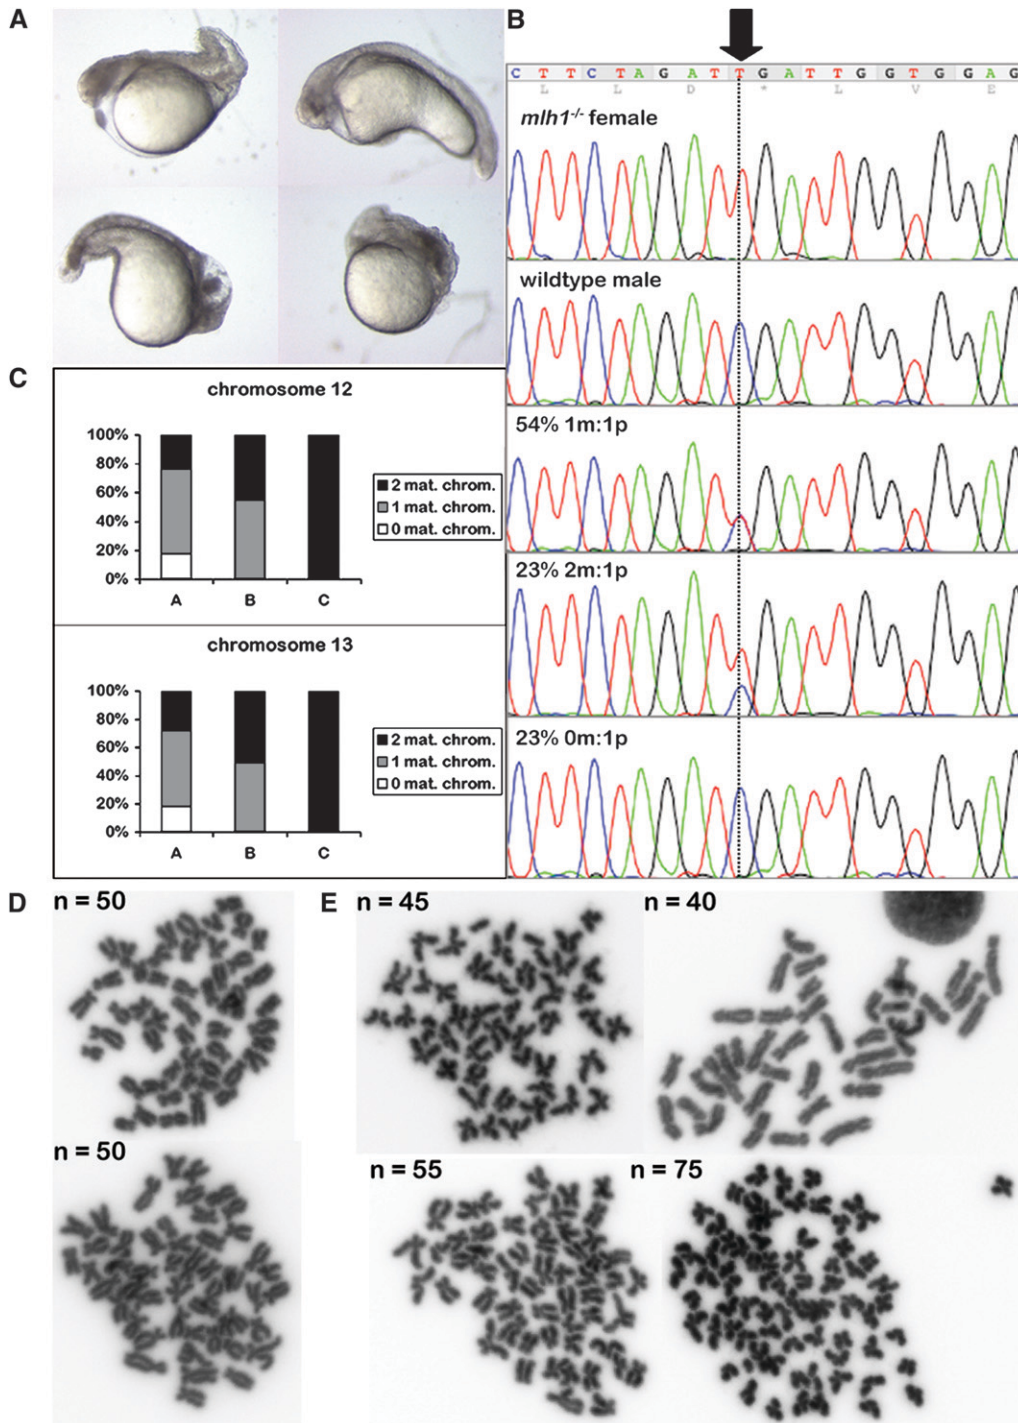 A
B
C T T C T A G A T T G A T T G G T G G A G
L L D * L V E
mlh1-/- female
wildtype male
54% 1m:1p
23% 2m:1p
23% 0m:1p
C
chromosome 12
100%
80%
60%
40%
20%
0%
A B C
2 mat. chrom.
1 mat. chrom.
0 mat. chrom.
chromosome 13
100%
80%
60%
40%
20%
0%
A B C
2 mat. chrom.
1 mat. chrom.
0 mat. chrom.
D
n = 50
n = 50
E
n = 45
n = 40
n = 55
n = 75